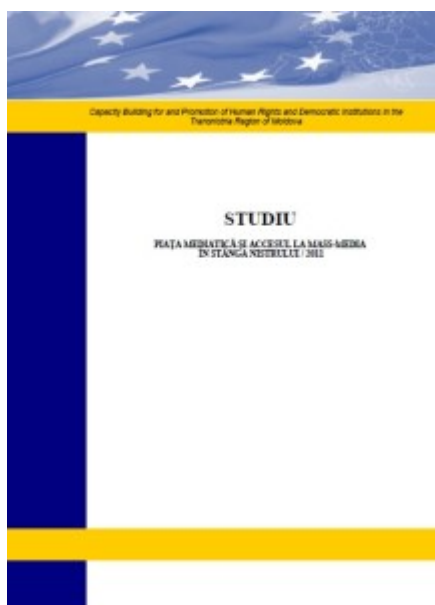 Capacity Building for and Promotion of Human Rights and Democratic Institutions in the
Transnistria Region of Moldova
STUDIU
PIAȚA MEDIATICĂ ȘI ACCESUL LA MASS-MEDIA
ÎN STÂNGA NISTRULUI / 2011